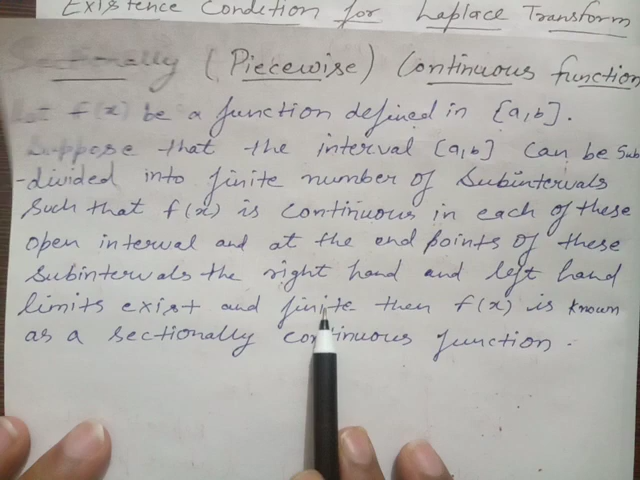 Existence Condition for Laplace Transform
Sectionally (Piecewise) Continuous function
Let f(x) be a function defined in [a,b].
Suppose that the interval [a,b] can be sub
-divided into finite number of subintervals
such that f(x) is continuous in each of these
open interval and at the end points of these
subintervals the right hand and left hand
limits exist and finite then f(x) is known
as a sectionally continuous function.